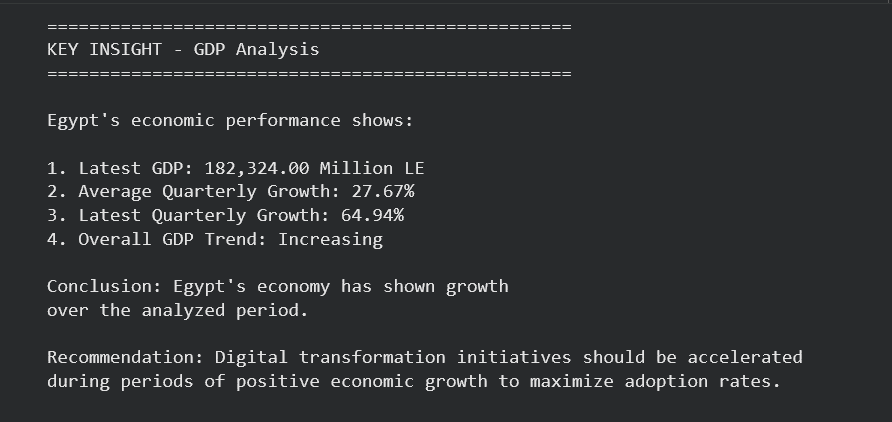 ==================================================
KEY INSIGHT - GDP Analysis
==================================================
Egypt's economic performance shows:
1. Latest GDP: 182,324.00 Million LE
2. Average Quarterly Growth: 27.67%
3. Latest Quarterly Growth: 64.94%
4. Overall GDP Trend: Increasing
Conclusion: Egypt's economy has shown growth
over the analyzed period.
Recommendation: Digital transformation initiatives should be accelerated
during periods of positive economic growth to maximize adoption rates.